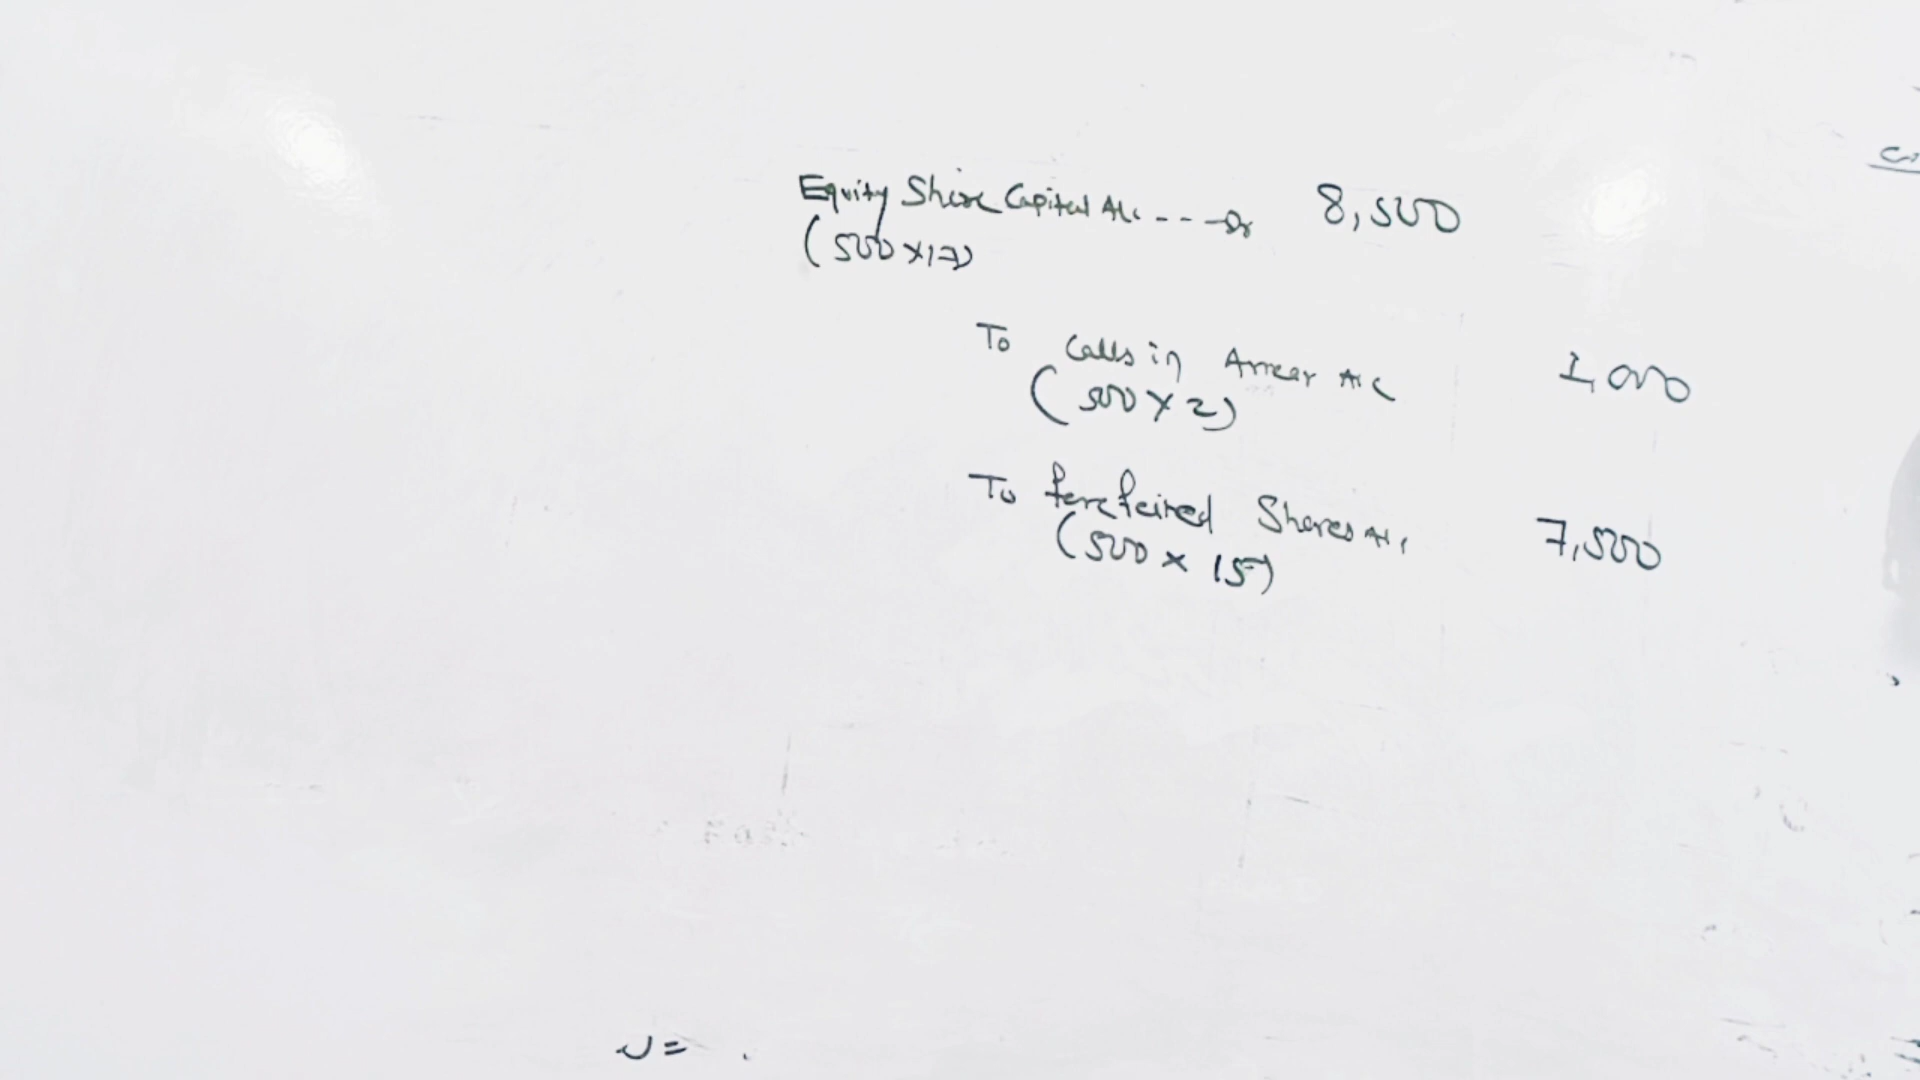 Equity Share Capital A/c - - - Dr 8,500
(500 x 17)
To Calls in Arrear A/c 1,000
(500 x 2)
To forefeited Shares A/c 7,500
(500 x 15)